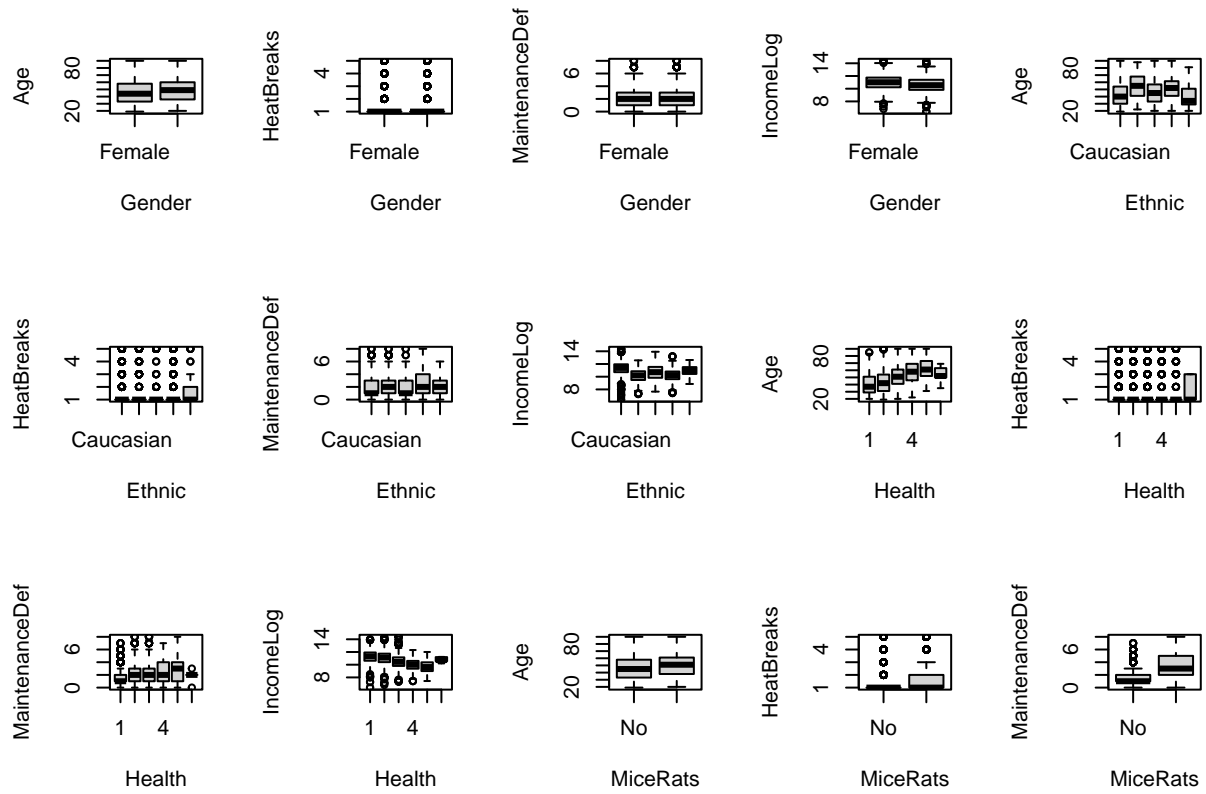 Age
80
20
Female
Gender
HeatBreaks
4
1
Female
Gender
MaintenanceDef
6
0
Female
Gender
IncomeLog
14
8
Female
Gender
Age
80
20
Caucasian
Ethnic
HeatBreaks
4
1
Caucasian
Ethnic
MaintenanceDef
6
0
Caucasian
Ethnic
IncomeLog
14
8
Caucasian
Ethnic
Age
80
20
1 4
Health
HeatBreaks
4
1
1 4
Health
MaintenanceDef
6
0
1 4
Health
IncomeLog
14
8
1 4
Health
Age
80
20
No
MiceRats
HeatBreaks
4
1
No
MiceRats
MaintenanceDef
6
0
No
MiceRats